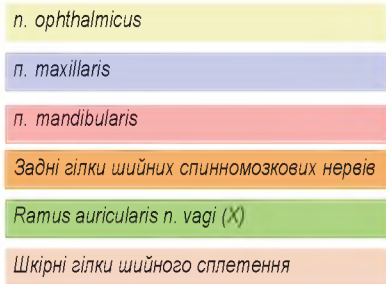 n. ophthalmicus
п. maxillaris
п. mandibularis
Задні гілки шийних спинномозкових нервів
Ramus auricularis n. vagi (X)
Шкірні гілки шийного сплетення